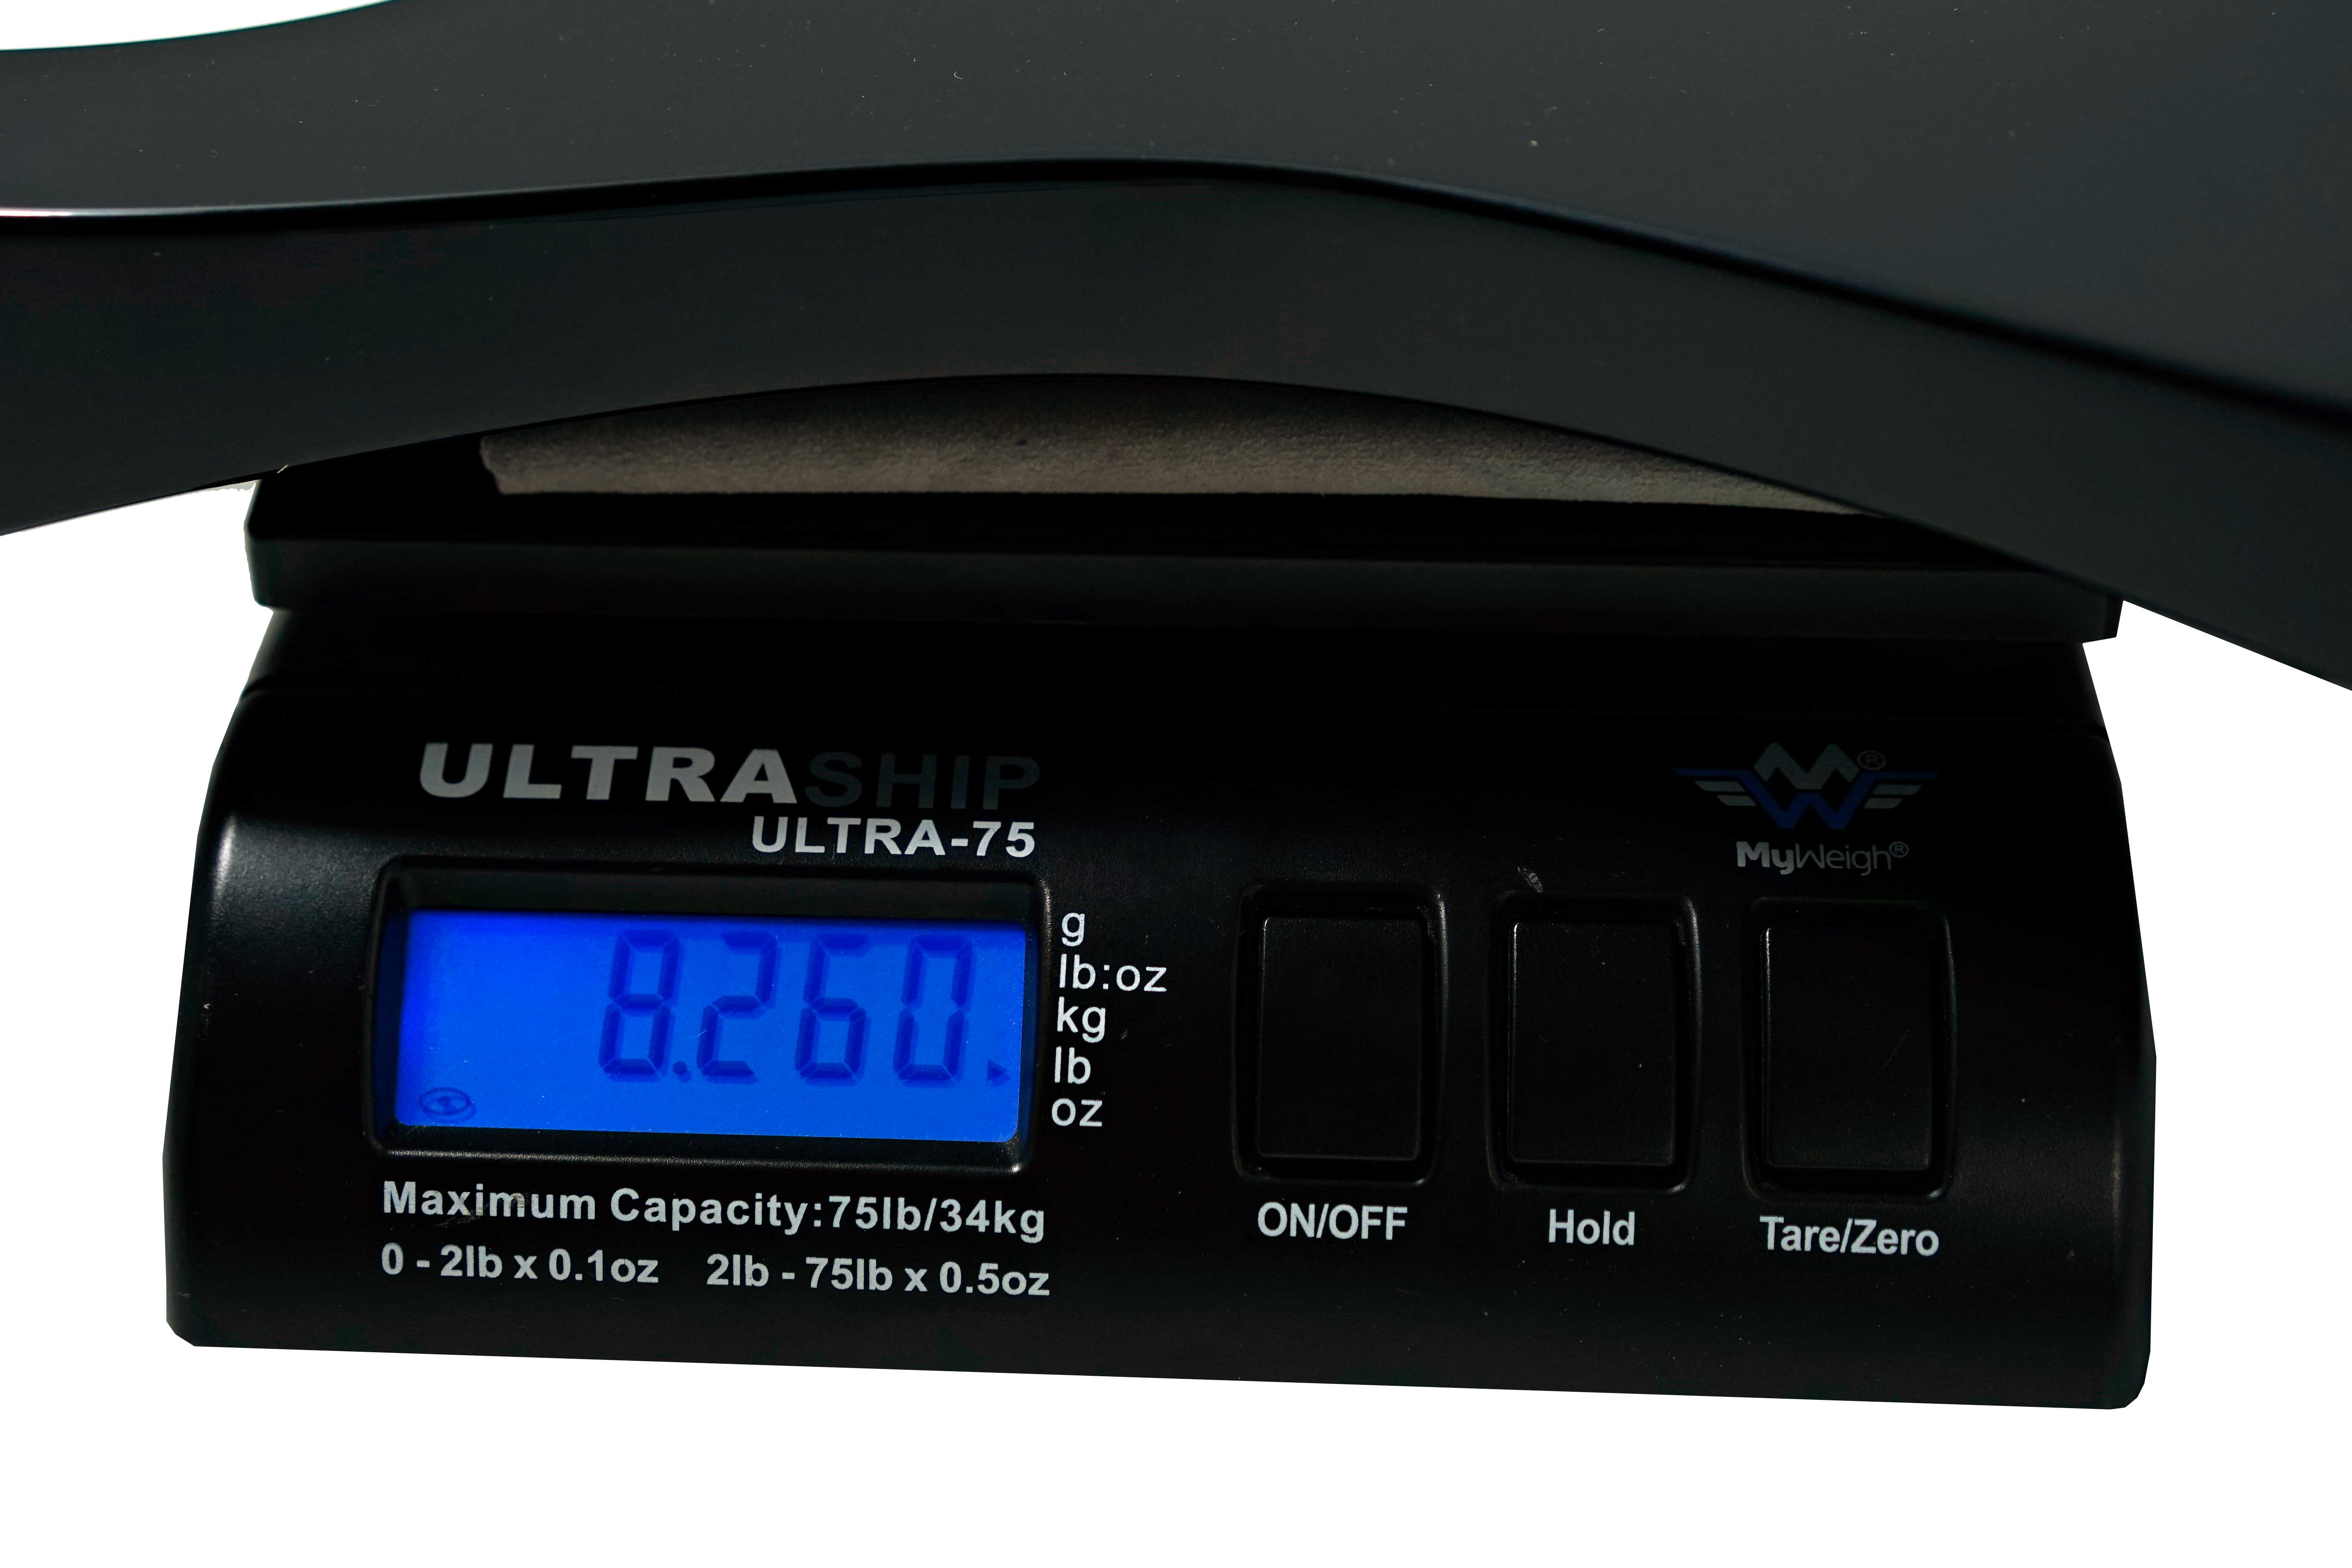 ULTRASHIP
ULTRA-75
MW®
MyWeigh®
8.260
g
lb:oz
kg
lb
oz
Maximum Capacity:75lb/34kg
0 - 2lb x 0.1oz 2lb - 75lb x 0.5oz
ON/OFF
Hold
Tare/Zero